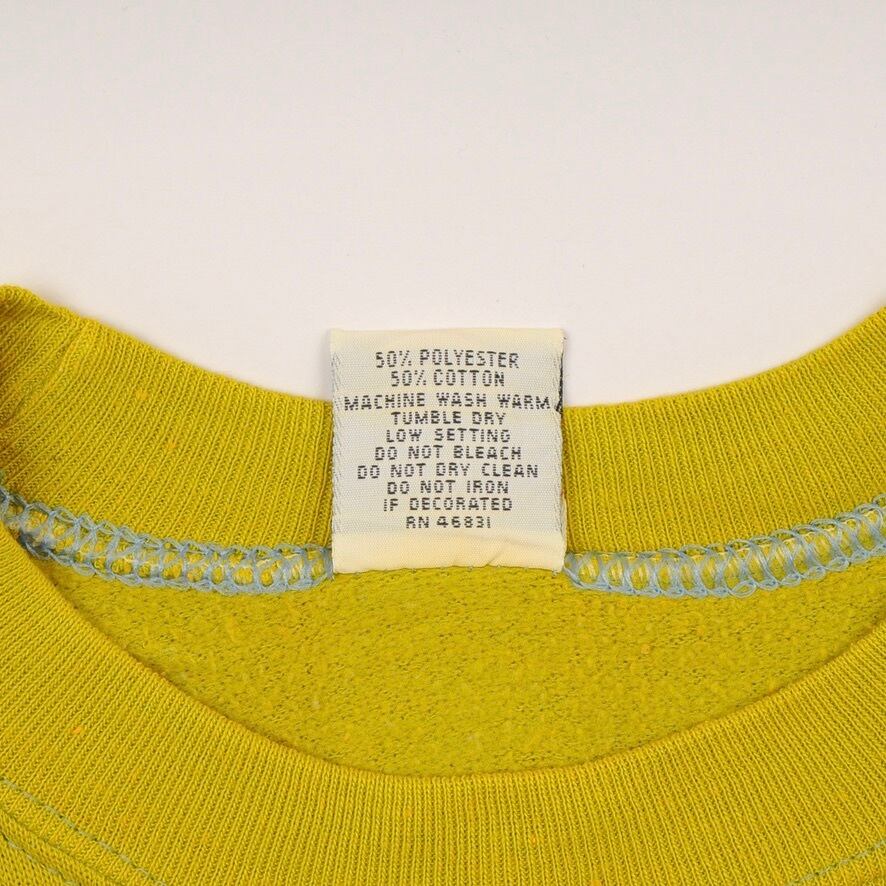 50% POLYESTER
50% COTTON
MACHINE WASH WARM
TUMBLE DRY
LOW SETTING
DO NOT BLEACH
DO NOT DRY CLEAN
DO NOT IRON
IF DECORATED
RN 46831